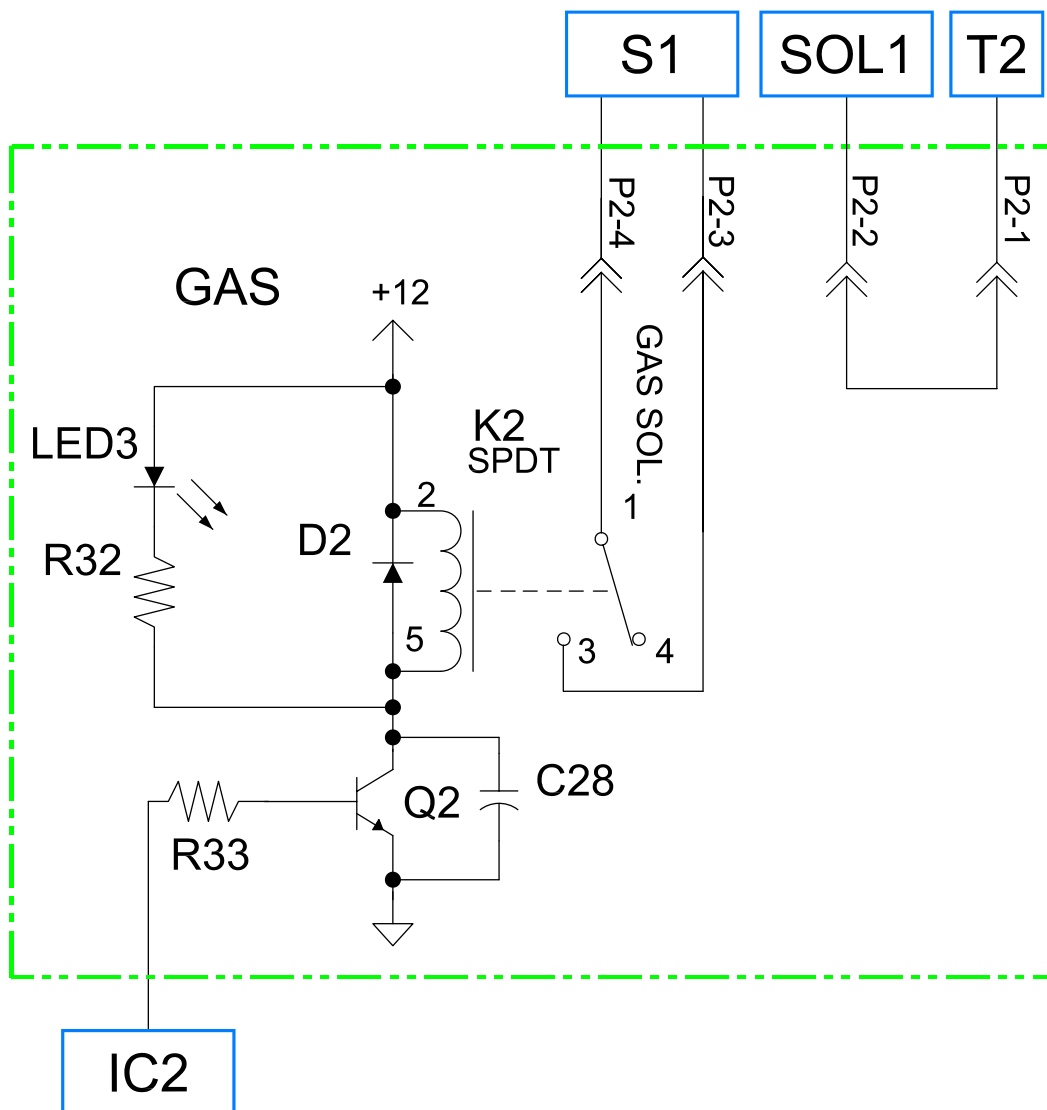 S1
SOL1
T2
P2-4
P2-3
P2-2
P2-1
GAS
+12
GAS SOL.
LED3
K2
SPDT
2
1
D2
R32
5
3
4
Q2
C28
R33
IC2